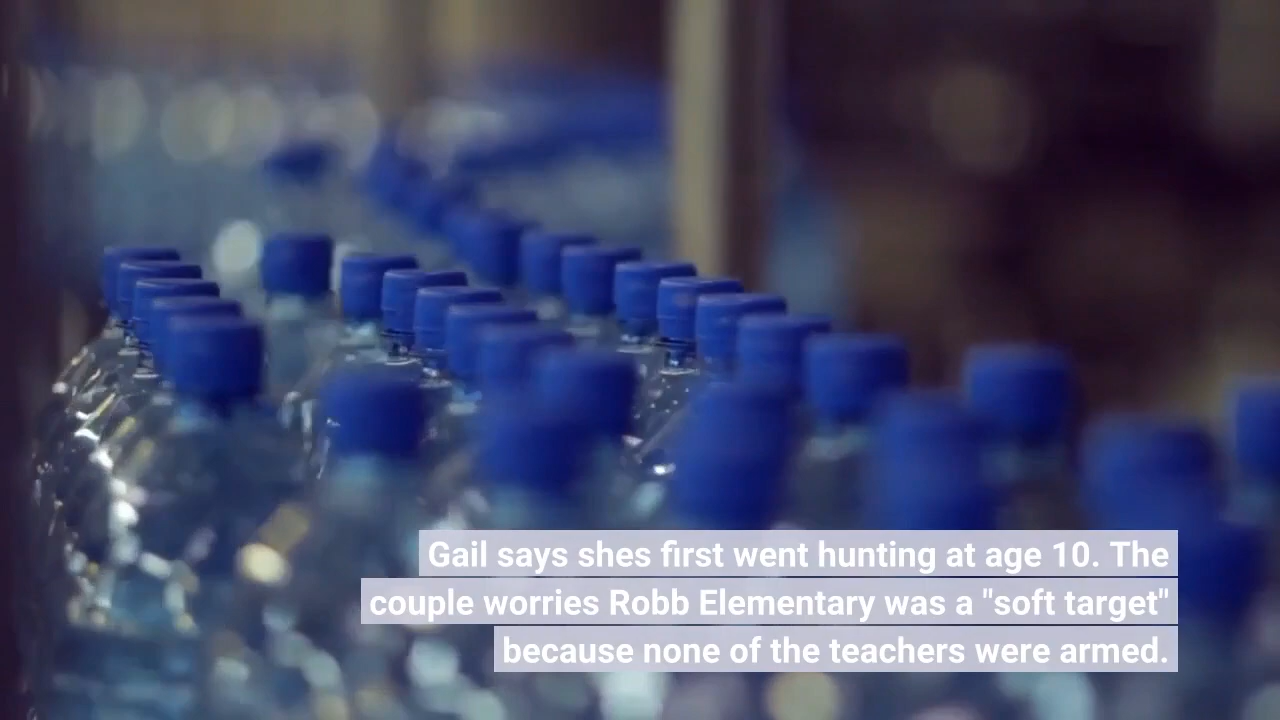 Gail says shes first went hunting at age 10. The
couple worries Robb Elementary was a "soft target"
because none of the teachers were armed.